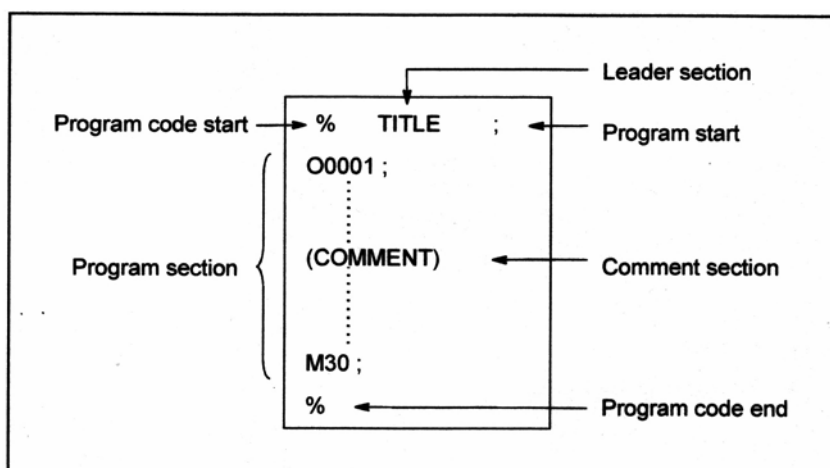 Leader section
Program code start
% TITLE ;
Program start
O0001 ;
Program section
(COMMENT)
Comment section
M30 ;
%
Program code end